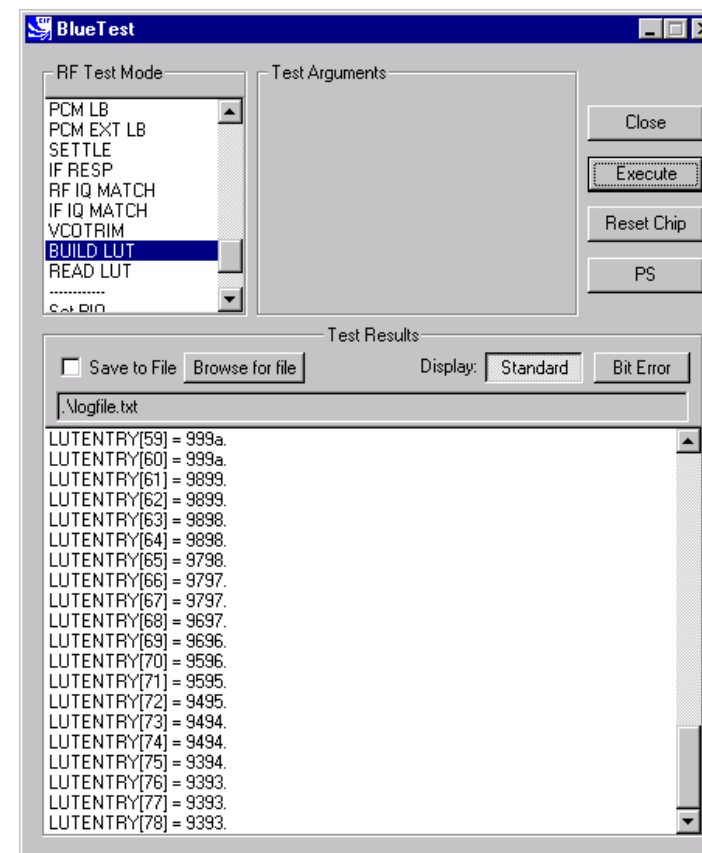 BlueTest
RF Test Mode
PCM LB
PCM EXT LB
SETTLE
IF RESP
RF IQ MATCH
IF IQ MATCH
VCOTRIM
BUILD LUT
READ LUT
------------
Set PIO
Test Arguments
Close
Execute
Reset Chip
PS
Test Results
Save to File Browse for file Display: Standard Bit Error
.\logfile.txt
LUTENTRY[59] = 999a.
LUTENTRY[60] = 999a.
LUTENTRY[61] = 9899.
LUTENTRY[62] = 9899.
LUTENTRY[63] = 9898.
LUTENTRY[64] = 9898.
LUTENTRY[65] = 9798.
LUTENTRY[66] = 9797.
LUTENTRY[67] = 9797.
LUTENTRY[68] = 9697.
LUTENTRY[69] = 9696.
LUTENTRY[70] = 9596.
LUTENTRY[71] = 9595.
LUTENTRY[72] = 9495.
LUTENTRY[73] = 9494.
LUTENTRY[74] = 9494.
LUTENTRY[75] = 9394.
LUTENTRY[76] = 9393.
LUTENTRY[77] = 9393.
LUTENTRY[78] = 9393.